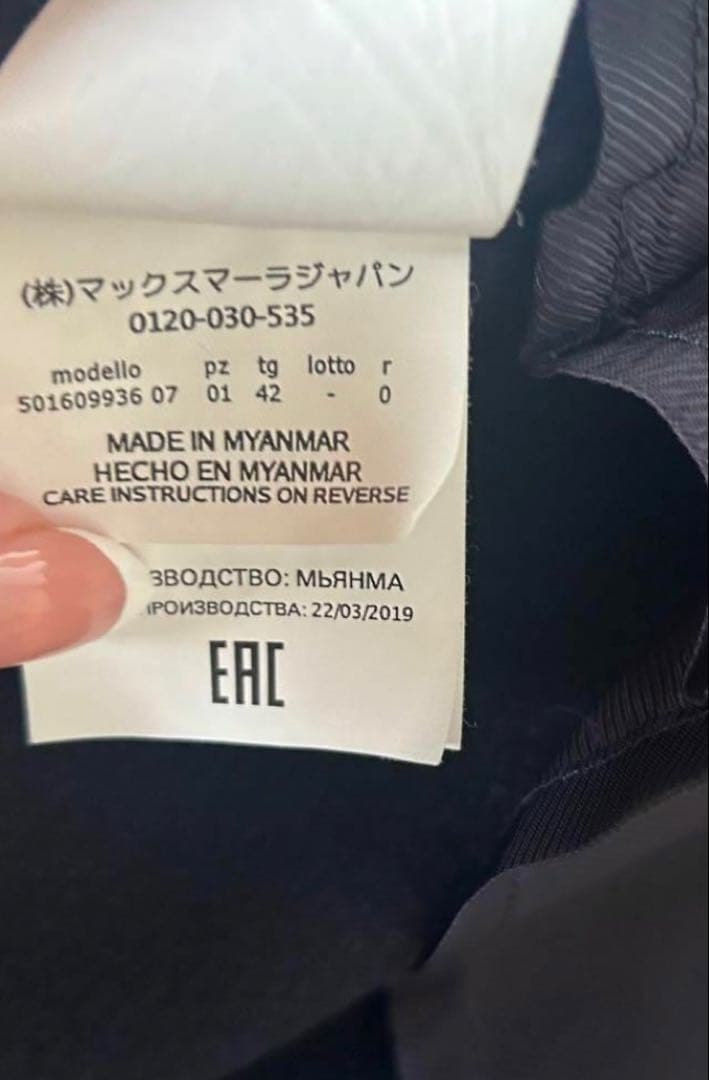 (株)マックスマーラジャパン
0120-030-535
modello pz tg lotto r
501609936 07 01 42 - 0
MADE IN MYANMAR
HECHO EN MYANMAR
CARE INSTRUCTIONS ON REVERSE
ЗВОДСТВО: МЬЯНМА
РОИЗВОДСТВА: 22/03/2019
EAC